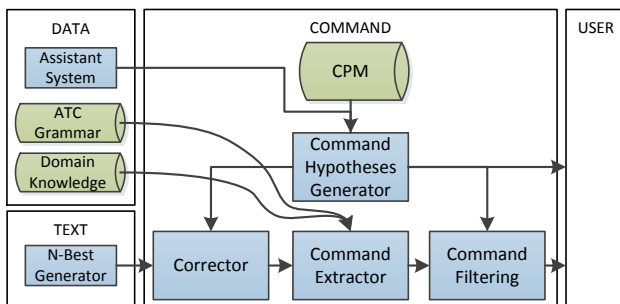 DATA
COMMAND
USER
Assistant
System
CPM
ATC
Grammar
Command
Hypotheses
Generator
Domain
Knowledge
TEXT
N-Best
Generator
Corrector
Command
Extractor
Command
Filtering